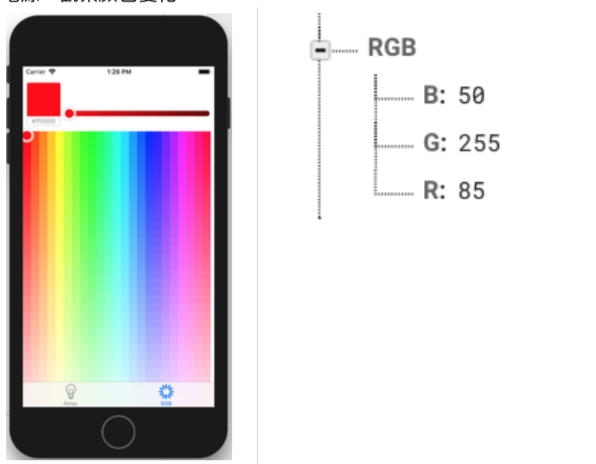 Carrier
1:26 PM
#FF0000
Relay
RGB
RGB
B: 50
G: 255
R: 85